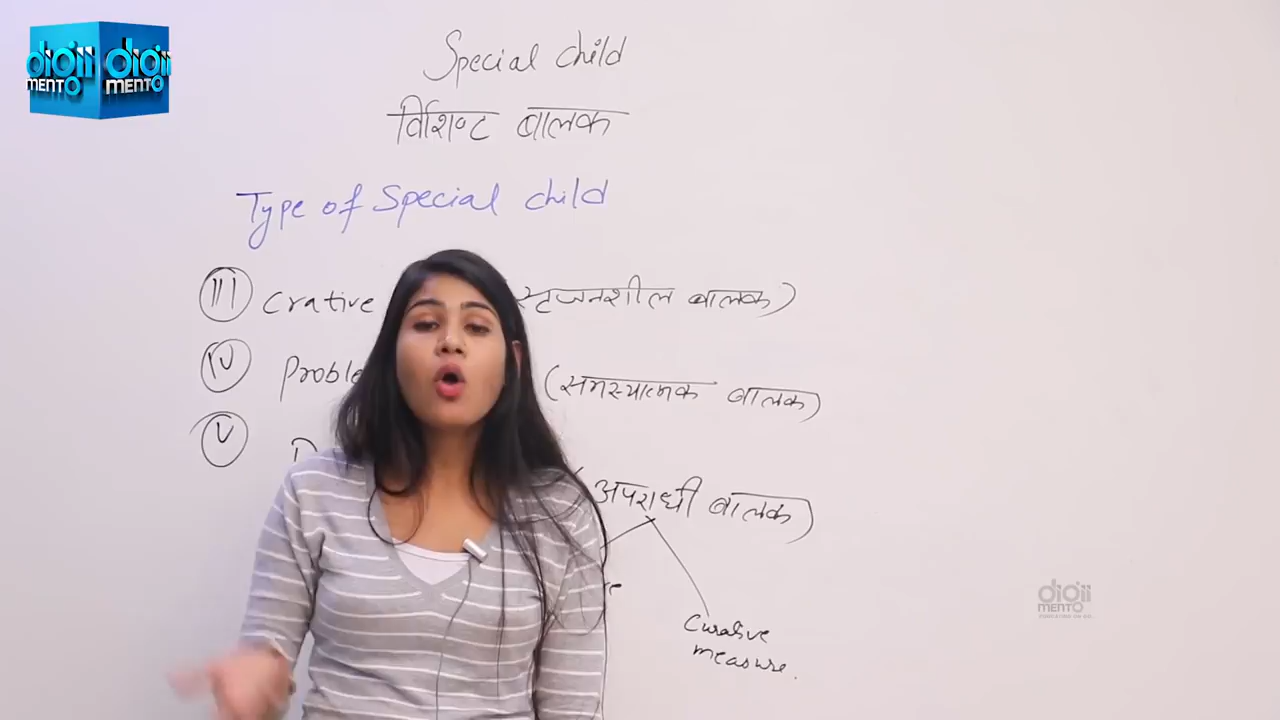 digii
MENTO
digii
MENTO
Special child
विशिष्ट बालक
Type of Special child
III Crative सृजनशील बालक)
IV Proble (समस्यात्मक बालक)
V
(अपराधी बालक)
Curative
measure.
digii
MENTO